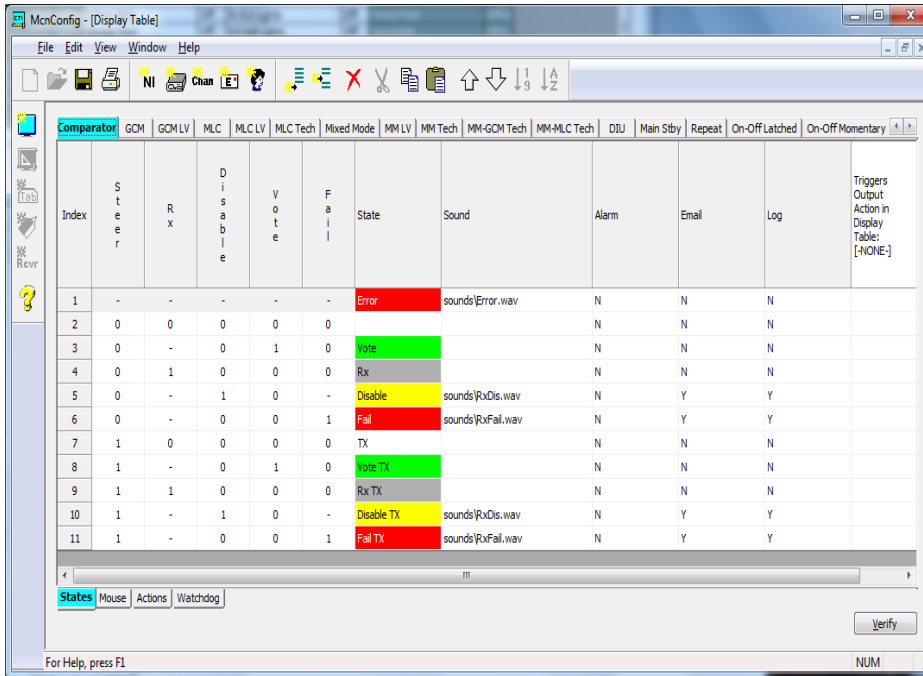 McnConfig - [Display Table]
File Edit View Window Help
NI Chan E
Comparator GCM GCM LV MLC MLC LV MLC Tech Mixed Mode MM LV MM Tech MM-GCM Tech MM-MLC Tech DIU Main Stby Repeat On-Off Latched On-Off Momentary
Tab
Rcvr
Index Steer Rx Disable Vote Fail State Sound Alarm Email Log Triggers Output Action in Display Table: [-NONE-]
1 - - - - - Error sounds\Error.wav N N N
2 0 0 0 0 0 N N N
3 0 - 0 1 0 Vote N N N
4 0 1 0 0 0 Rx N N N
5 0 - 1 0 - Disable sounds\RxDis.wav N Y Y
6 0 - 0 0 1 Fail sounds\RxFail.wav N Y Y
7 1 0 0 0 0 TX N N N
8 1 - 0 1 0 Vote TX N N N
9 1 1 0 0 0 Rx TX N N N
10 1 - 1 0 - Disable TX sounds\RxDis.wav N Y Y
11 1 - 0 0 1 Fail TX sounds\RxFail.wav N Y Y
States Mouse Actions Watchdog
Verify
For Help, press F1 NUM